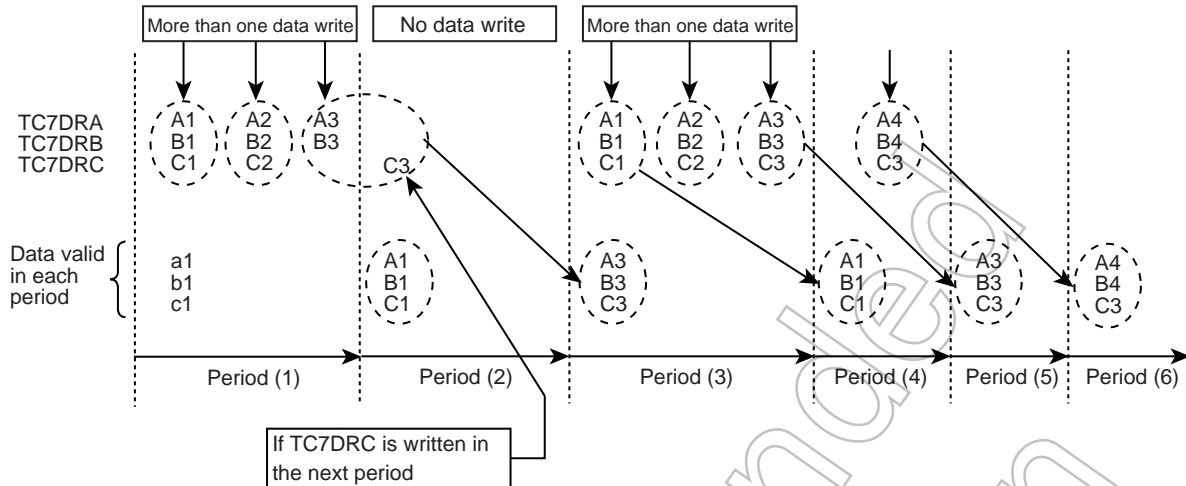 More than one data write
No data write
More than one data write
TC7DRA
TC7DRB
TC7DRC
A1
B1
C1
A2
B2
C2
A3
B3
C3
A1
B1
C1
A2
B2
C2
A3
B3
C3
A4
B4
C3
Data valid
in each
period
a1
b1
c1
A1
B1
C1
A3
B3
C3
A1
B1
C1
A3
B3
C3
A4
B4
C3
Period (1)
Period (2)
Period (3)
Period (4)
Period (5)
Period (6)
If TC7DRC is written in
the next period